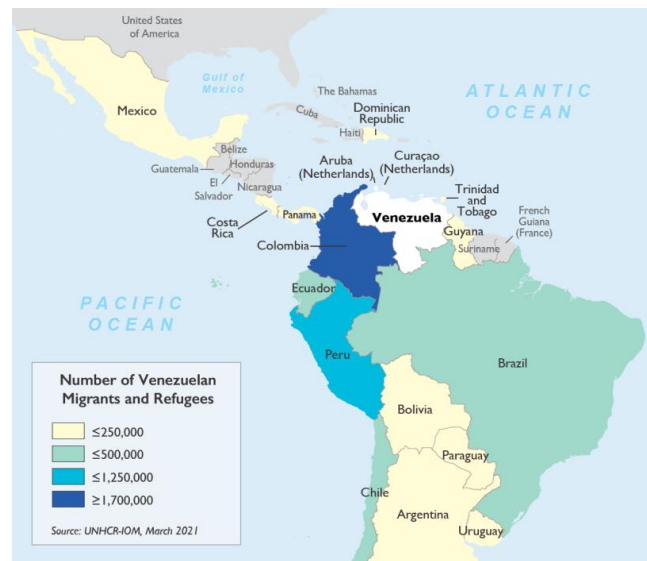 United States
of America
Gulf of
Mexico
ATLANTIC
OCEAN
The Bahamas
Mexico
Cuba
Dominican
Republic
Haiti
Belize
Honduras
Guatemala
El
Salvador
Nicaragua
Aruba
(Netherlands)
Curaçao
(Netherlands)
Trinidad
and
Tobago
Costa
Rica
Panama
Venezuela
Guyana
French
Guiana
(France)
Suriname
Colombia
Ecuador
PACIFIC
OCEAN
Peru
Brazil
Bolivia
Paraguay
Chile
Argentina
Uruguay
Number of Venezuelan
Migrants and Refugees
≤250,000
≤500,000
≤1,250,000
≥1,700,000
Source: UNHCR-IOM, March 2021